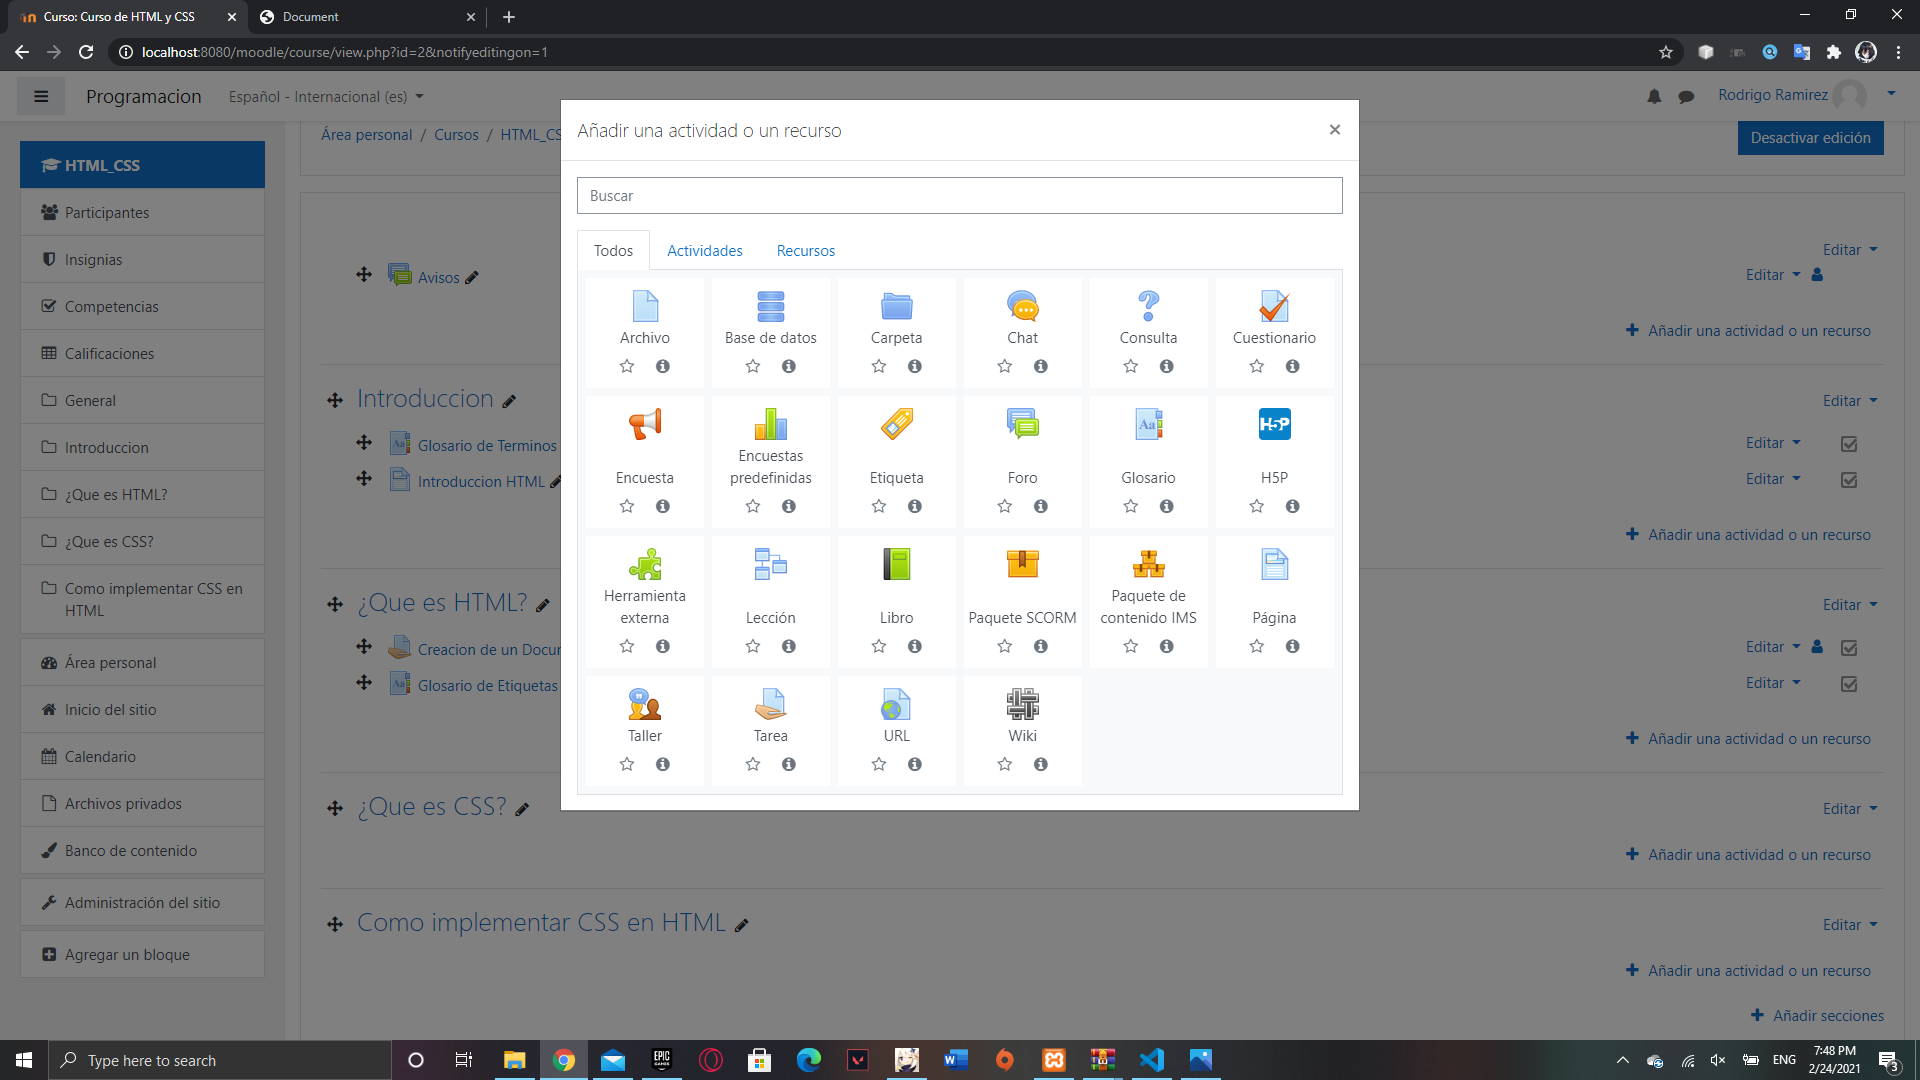 Curso: Curso de HTML y CSS
Document
localhost:8080/moodle/course/view.php?id=2&notifyeditingon=1
Programacion
Español - Internacional (es)
Rodrigo Ramirez
Área personal / Cursos / HTML_CS
Desactivar edición
HTML_CSS
Participantes
Insignias
Competencias
Calificaciones
General
Introduccion
¿Que es HTML?
¿Que es CSS?
Como implementar CSS en
HTML
Área personal
Inicio del sitio
Calendario
Archivos privados
Banco de contenido
Administración del sitio
Agregar un bloque
Avisos
Editar
Editar
Añadir una actividad o un recurso
Introduccion
Editar
Glosario de Terminos
Editar
Introduccion HTML
Editar
Añadir una actividad o un recurso
¿Que es HTML?
Editar
Creacion de un Docur
Editar
Glosario de Etiquetas
Editar
Añadir una actividad o un recurso
¿Que es CSS?
Editar
Añadir una actividad o un recurso
Como implementar CSS en HTML
Editar
Añadir una actividad o un recurso
Añadir secciones
Añadir una actividad o un recurso
Buscar
Todos
Actividades
Recursos
Archivo
Base de datos
Carpeta
Chat
Consulta
Cuestionario
Encuesta
Encuestas
predefinidas
Etiqueta
Foro
Glosario
H5P
H5P
Herramienta
externa
Lección
Libro
Paquete SCORM
Paquete de
contenido IMS
Página
Taller
Tarea
URL
Wiki
Type here to search
EPIC
GAMES
ENG
7:48 PM
2/24/2021
3